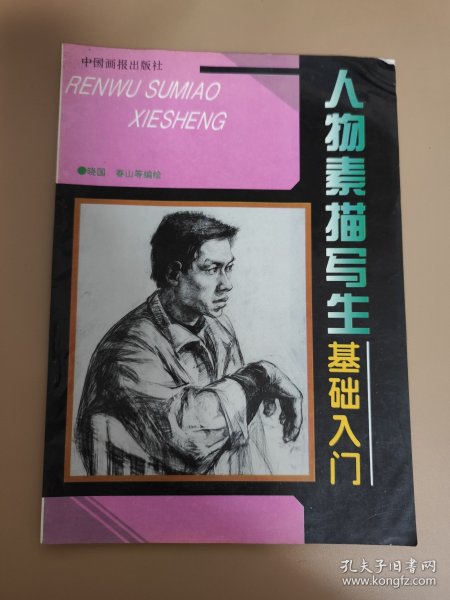 中国画报出版社
RENWU SUMIAO
XIESHENG
●晓国 春山等编绘
人物素描写生
基础入门
孔夫子旧书网
www.kongfz.com